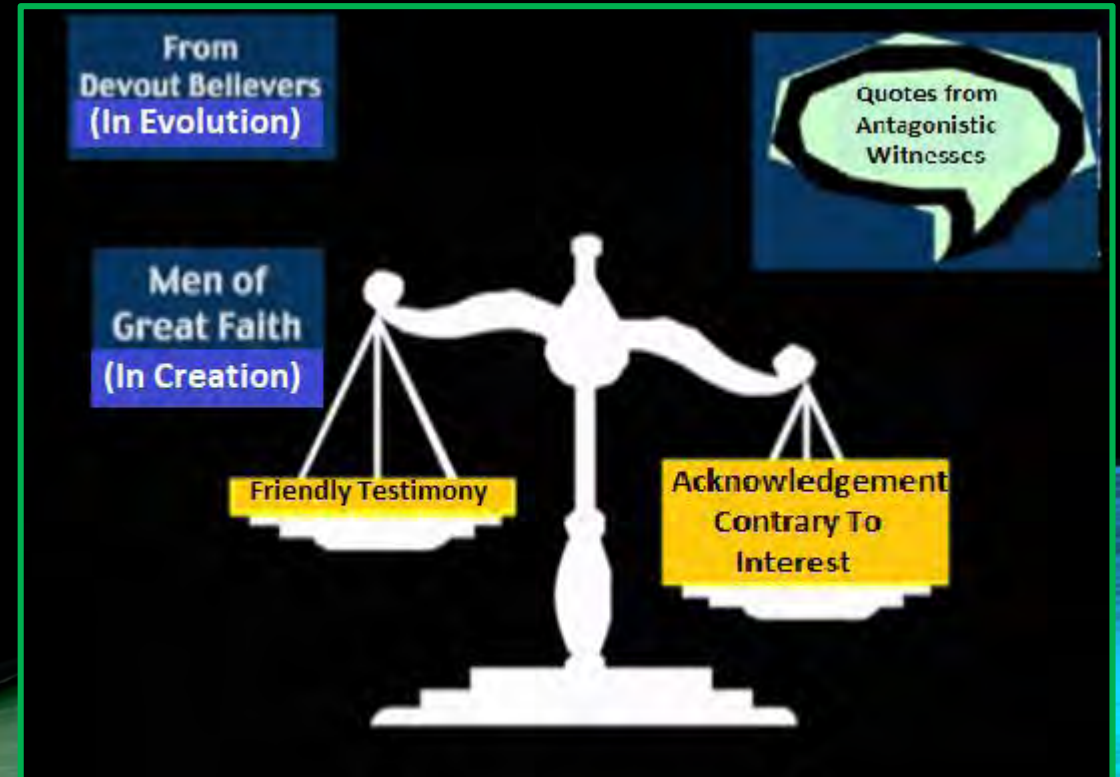 From
Devout Believers
(In Evolution)
Quotes from
Antagonistic
Witnesses
Men of
Great Faith
(In Creation)
Friendly Testimony
Acknowledgement
Contrary To
Interest